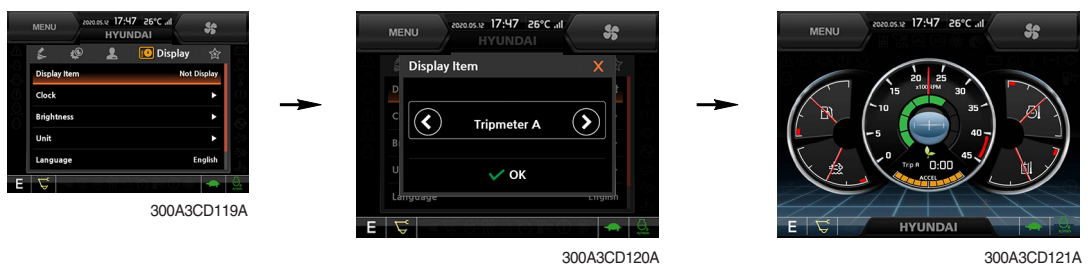 MENU
2020.05.12 17:47 26°C
HYUNDAI
Display
Display Item Not Display
Clock
Brightness
Unit
Language English
E
300A3CD119A
MENU
2020.05.12 17:47 26°C
HYUNDAI
Display Item X
Tripmeter A
OK
Language English
E
300A3CD120A
MENU
2020.05.12 17:47 26°C
20 25
x100 RPM
15 30
10 35
5 40
0 45
Trip A 0:00
ACCEL
E HYUNDAI
300A3CD121A